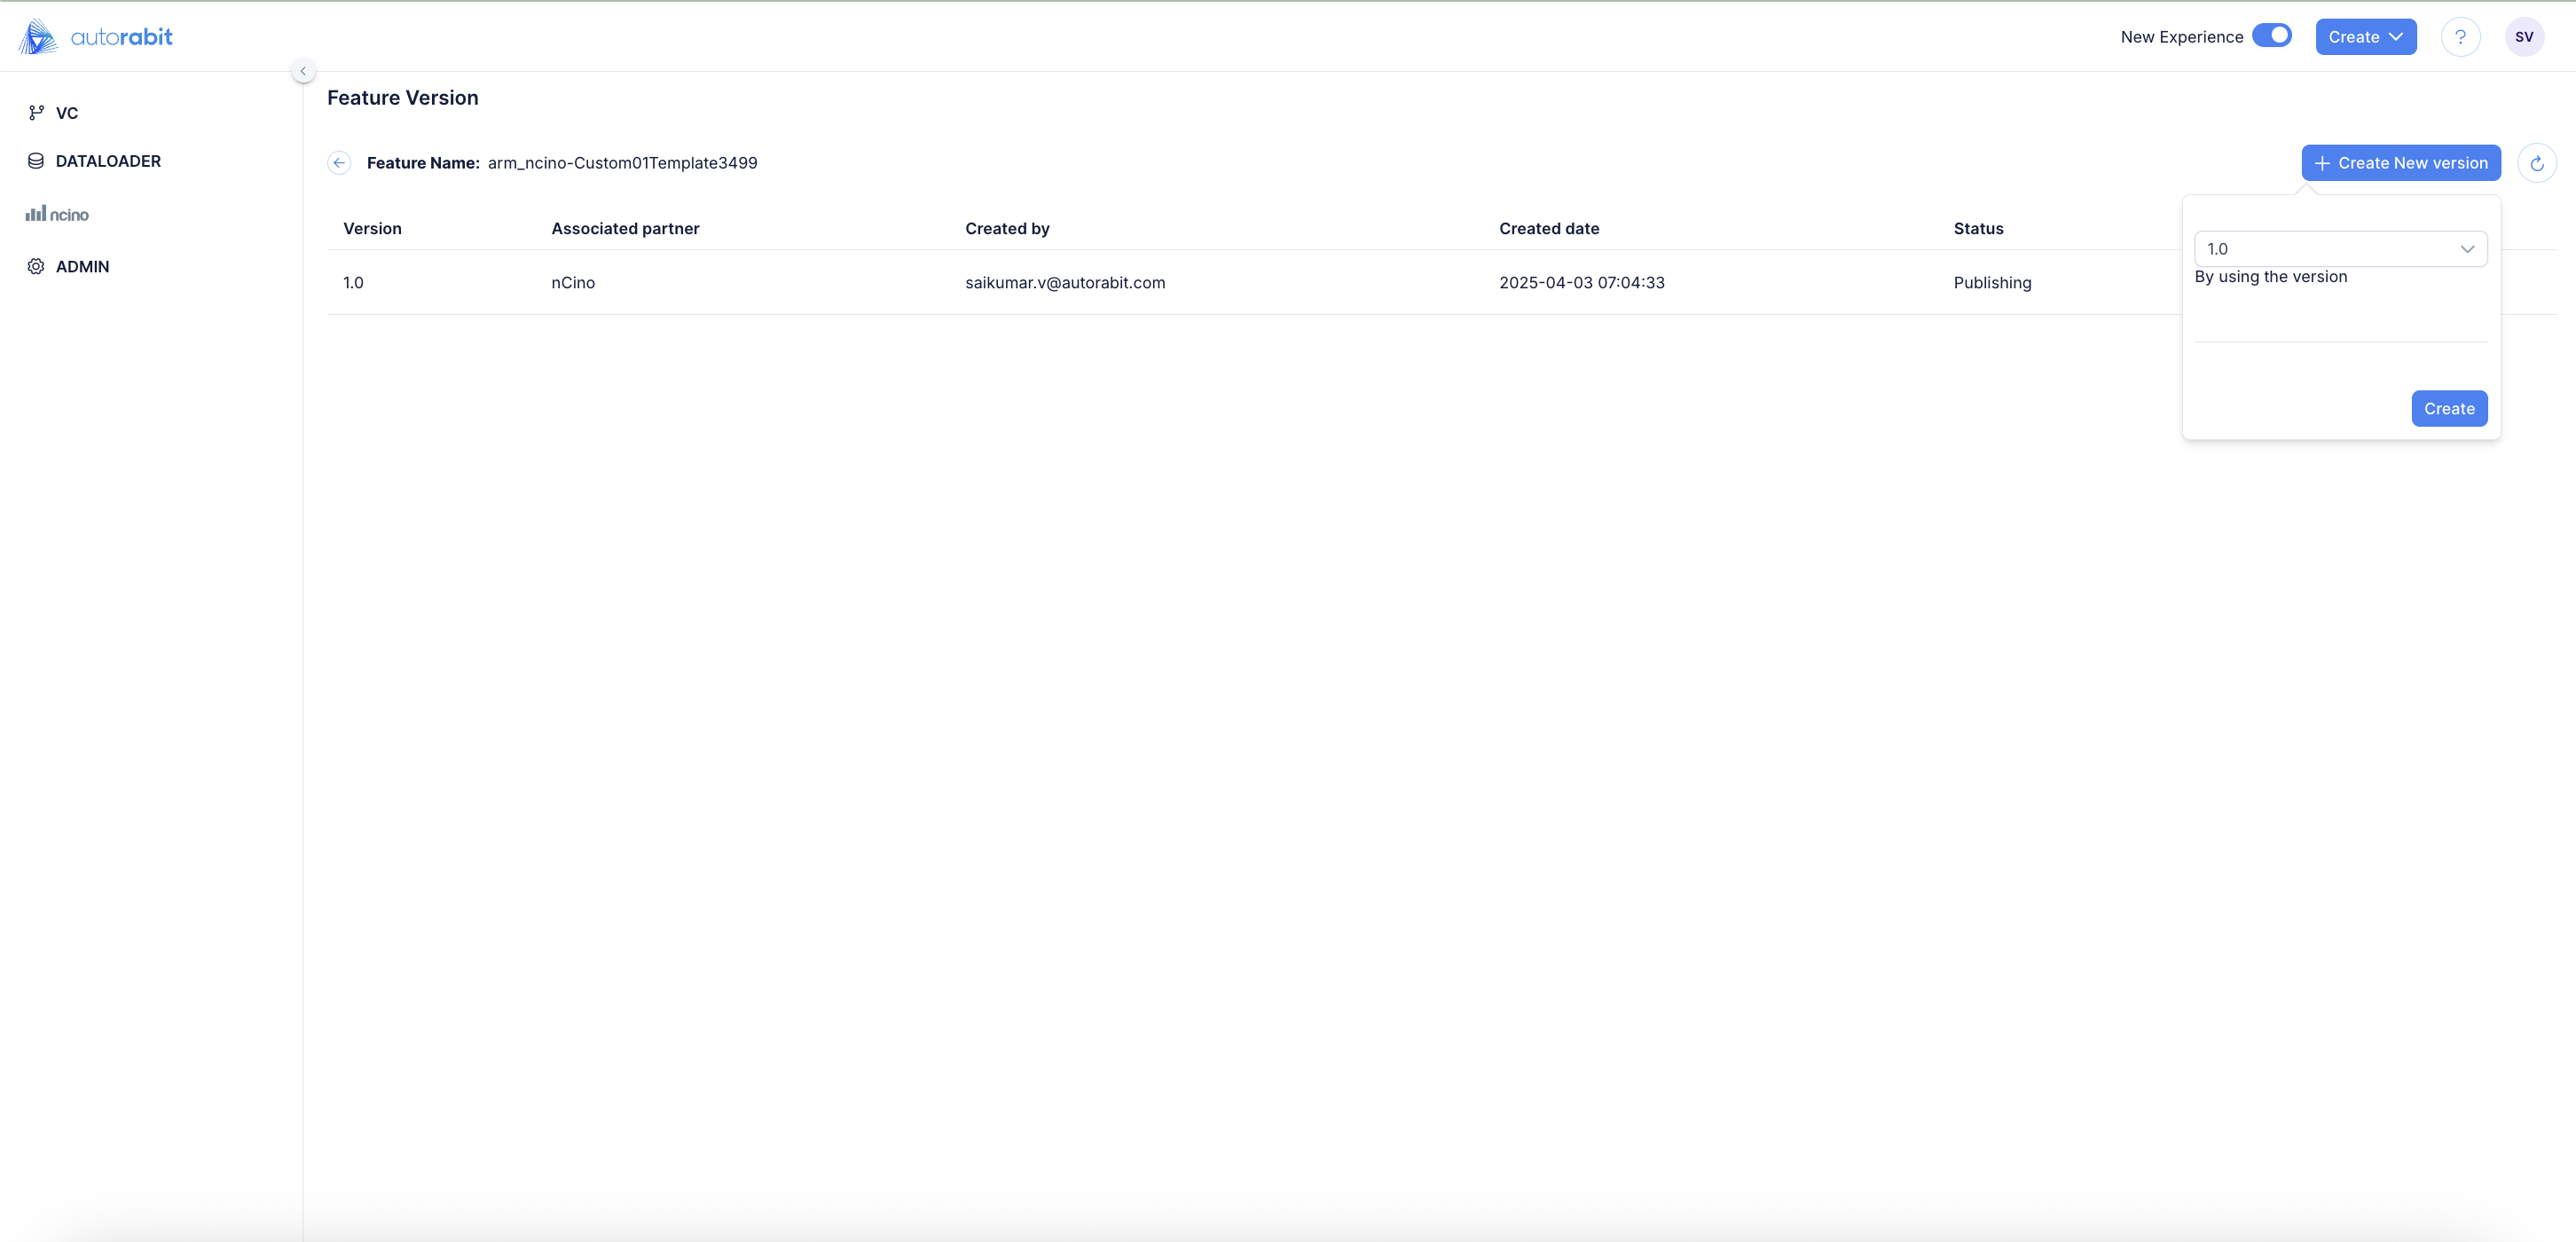 autorabit
New Experience
Create
?
SV
VC
DATALOADER
ncino
ADMIN
Feature Version
Feature Name: arm_ncino-Custom01Template3499
Create New version
Version Associated partner Created by Created date Status
1.0 nCino saikumar.v@autorabit.com 2025-04-03 07:04:33 Publishing
1.0
By using the version
Create